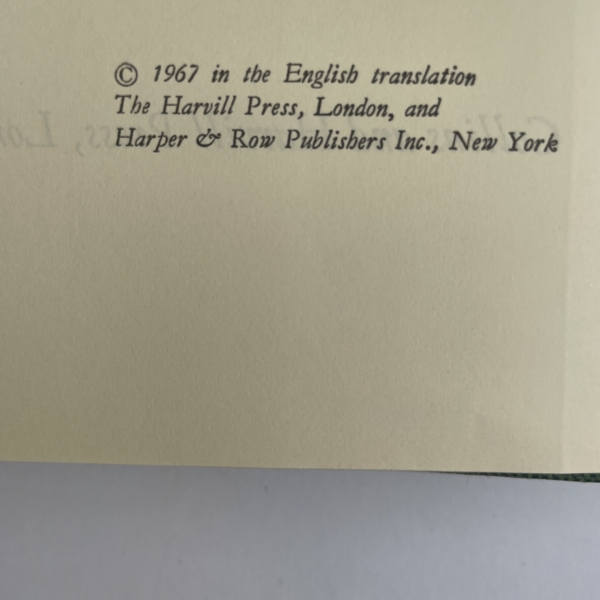 © 1967 in the English translation
The Harvill Press, London, and
Harper & Row Publishers Inc., New York